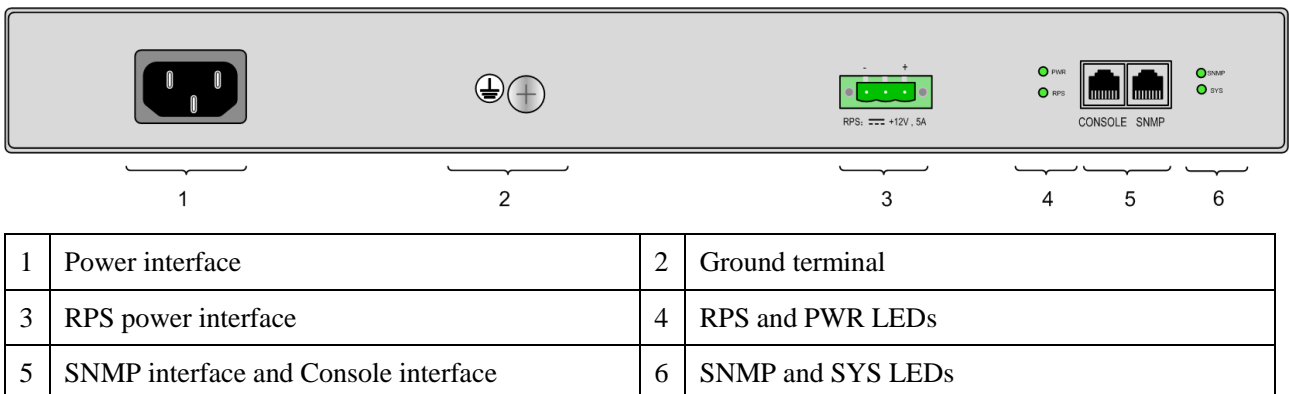 - +
PWR
RPS
SNMP
SYS
RPS: +12V , 5A
CONSOLE SNMP
1 2 3 4 5 6
1 Power interface 2 Ground terminal
3 RPS power interface 4 RPS and PWR LEDs
5 SNMP interface and Console interface 6 SNMP and SYS LEDs